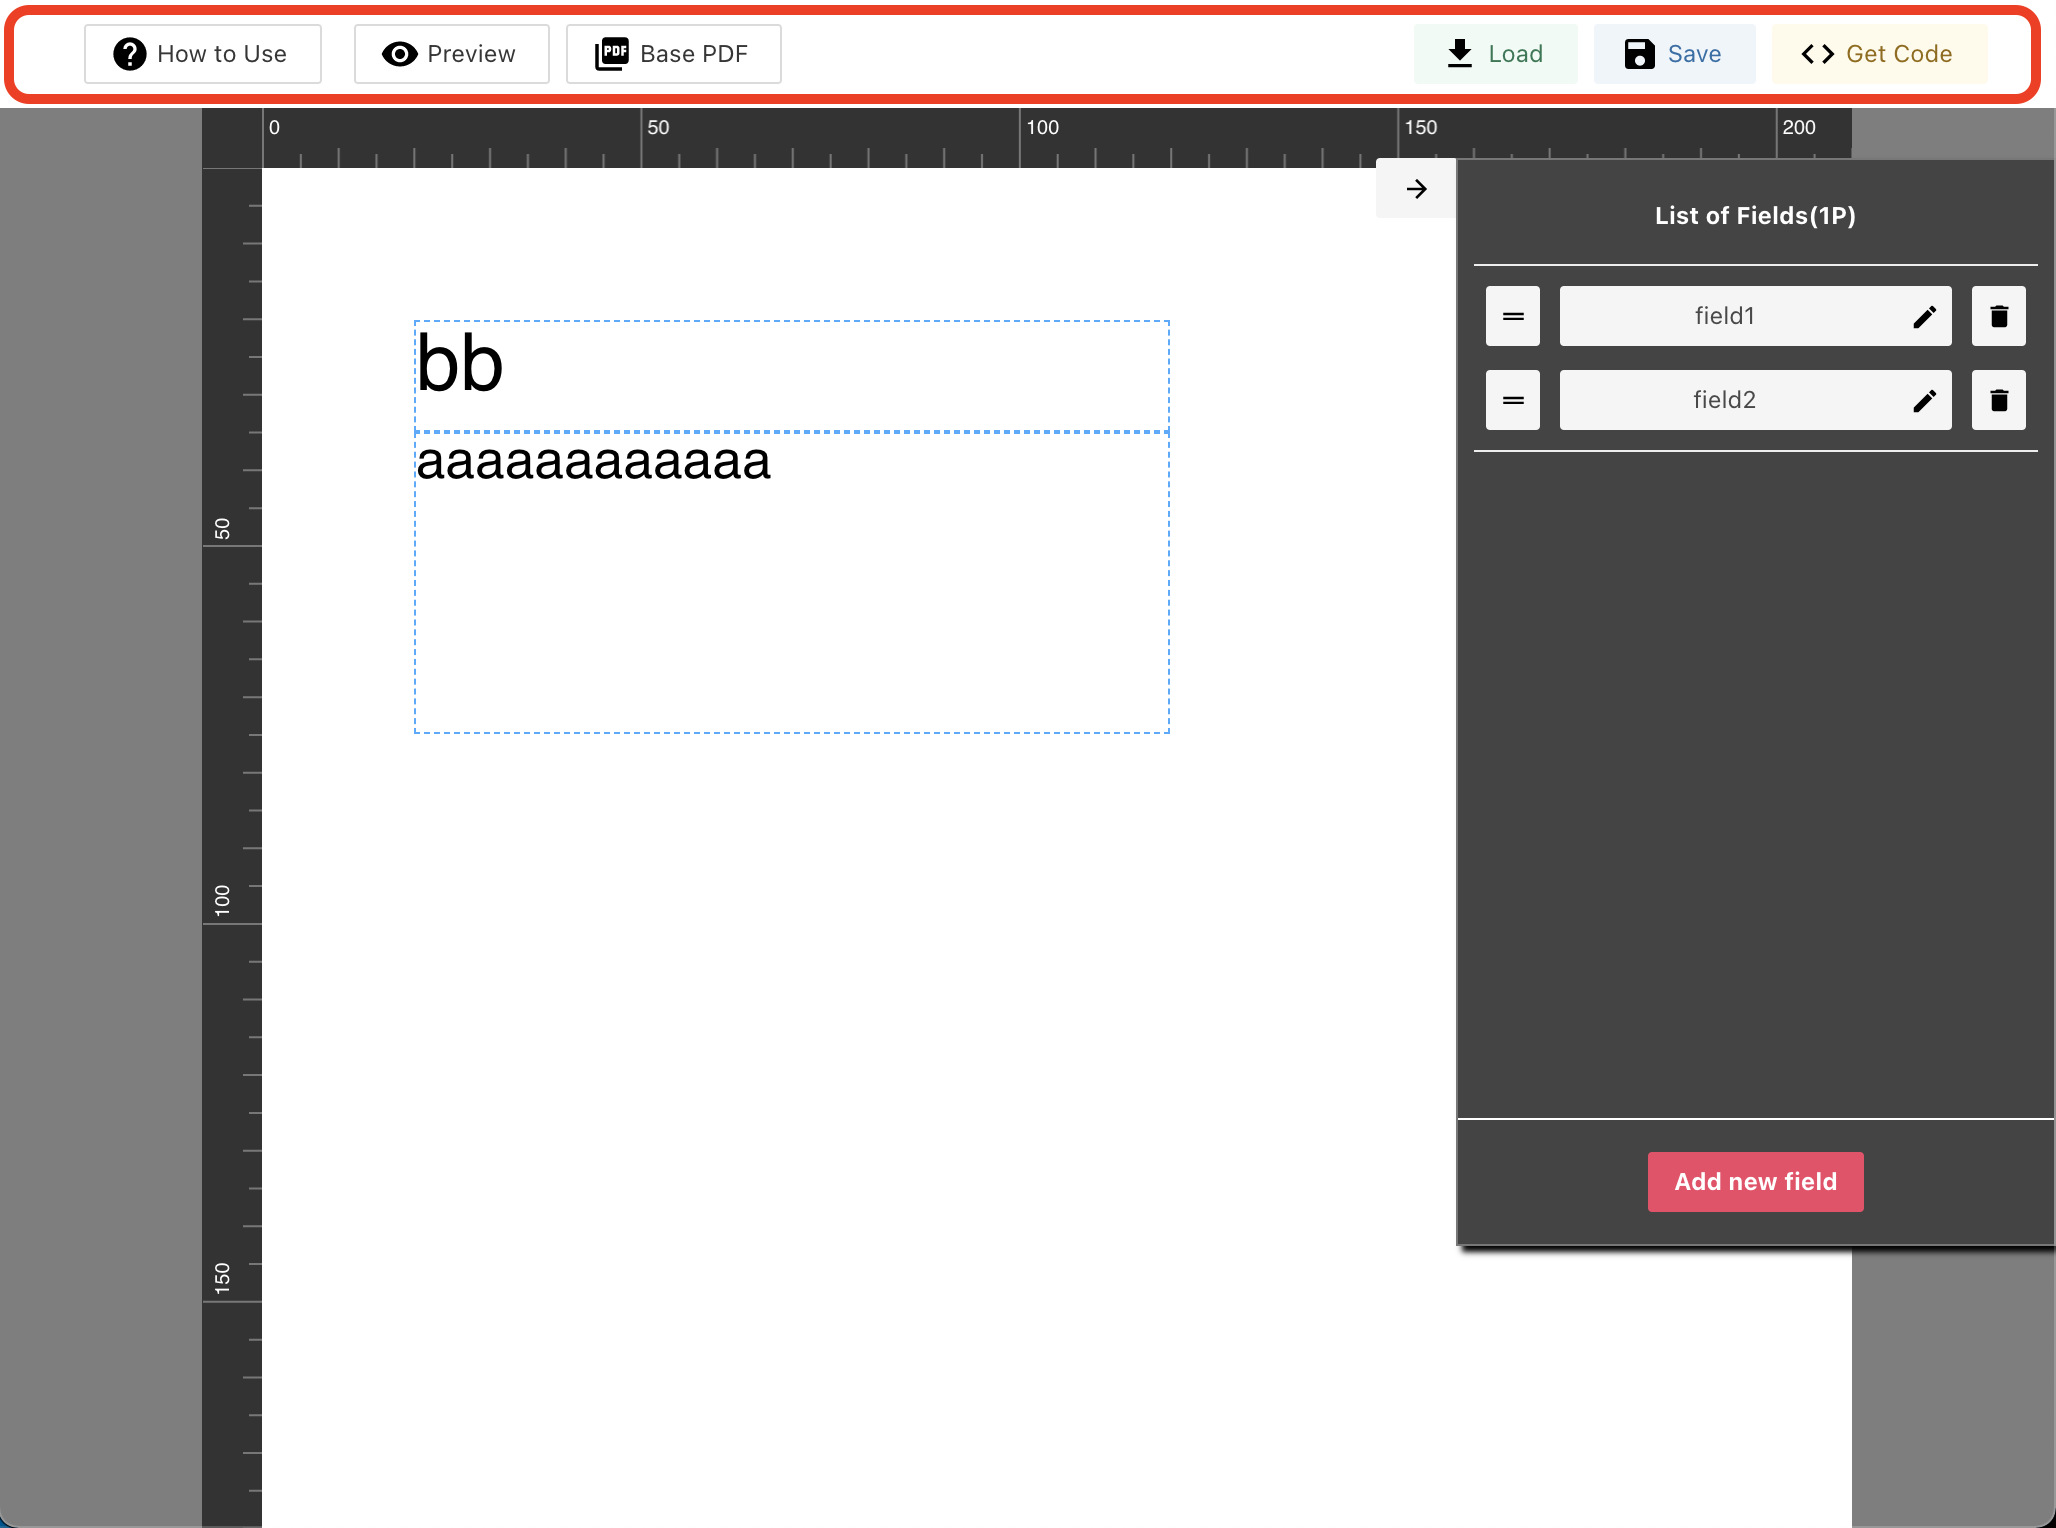 How to Use
Preview
PDF
Base PDF
Load
Save
Get Code
0 50 100 150 200
List of Fields(1P)
field1
field2
bb
aaaaaaaaaaaa
50
100
150
Add new field